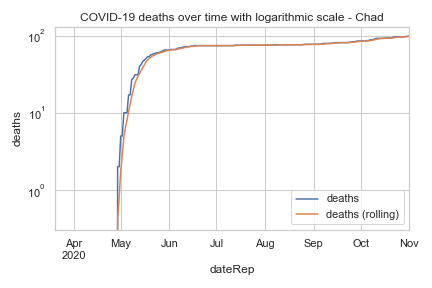 COVID-19 deaths over time with logarithmic scale - Chad
10²
10¹
10⁰
deaths
deaths
deaths (rolling)
Apr
2020
May
Jun
Jul
Aug
Sep
Oct
Nov
dateRep